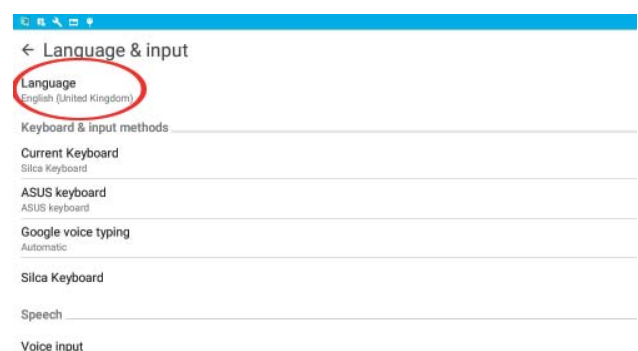 Language & input
Language
English (United Kingdom)
Keyboard & input methods
Current Keyboard
Silca Keyboard
ASUS keyboard
ASUS keyboard
Google voice typing
Automatic
Silca Keyboard
Speech
Voice input